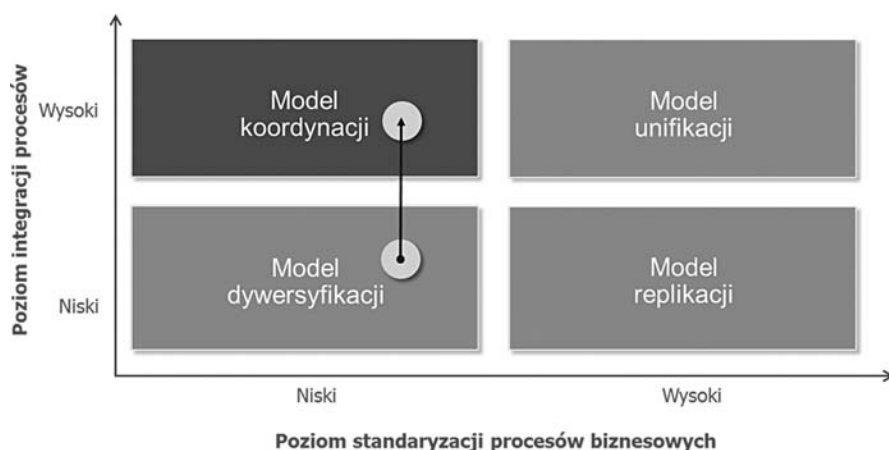 Poziom integracji procesów
Wysoki
Niski
Model
koordynacji
Model
unifikacji
Model
dywersyfikacji
Model
replikacji
Niski
Wysoki
Poziom standaryzacji procesów biznesowych